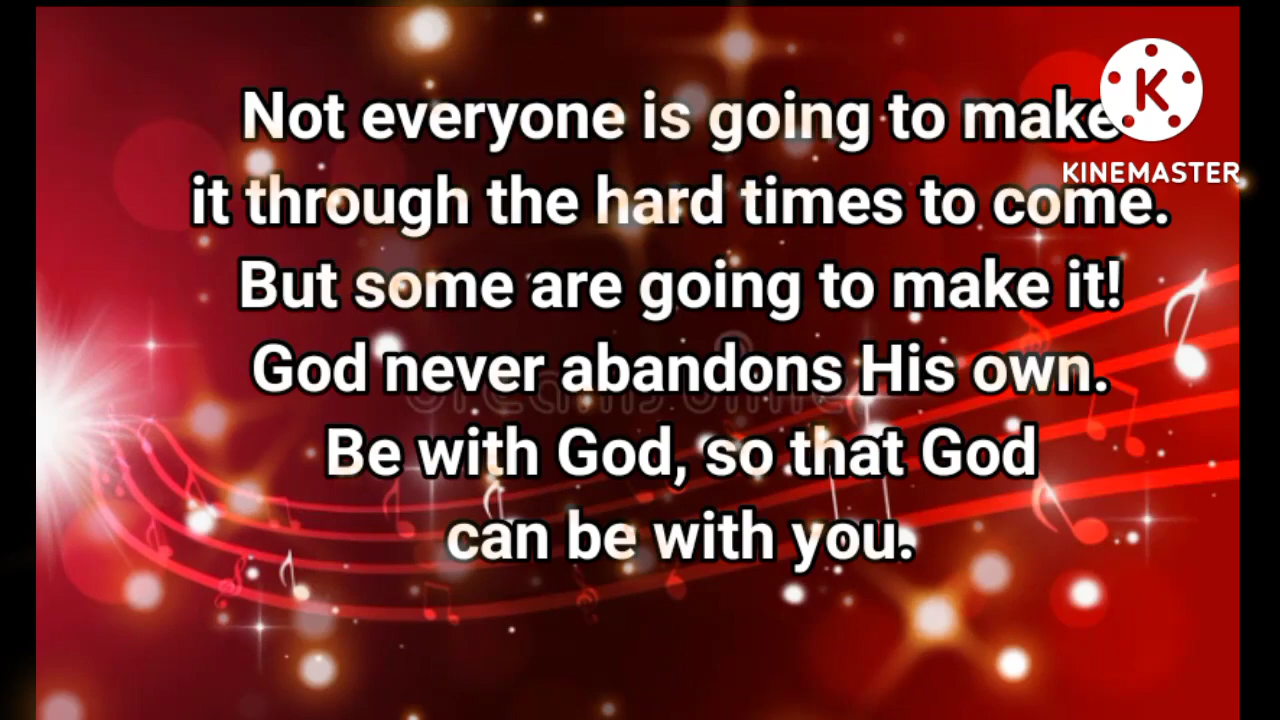 Not everyone is going to make
KINEMASTER
it through the hard times to come.
But some are going to make it!
God never abandons His own.
Be with God, so that God
can be with you.